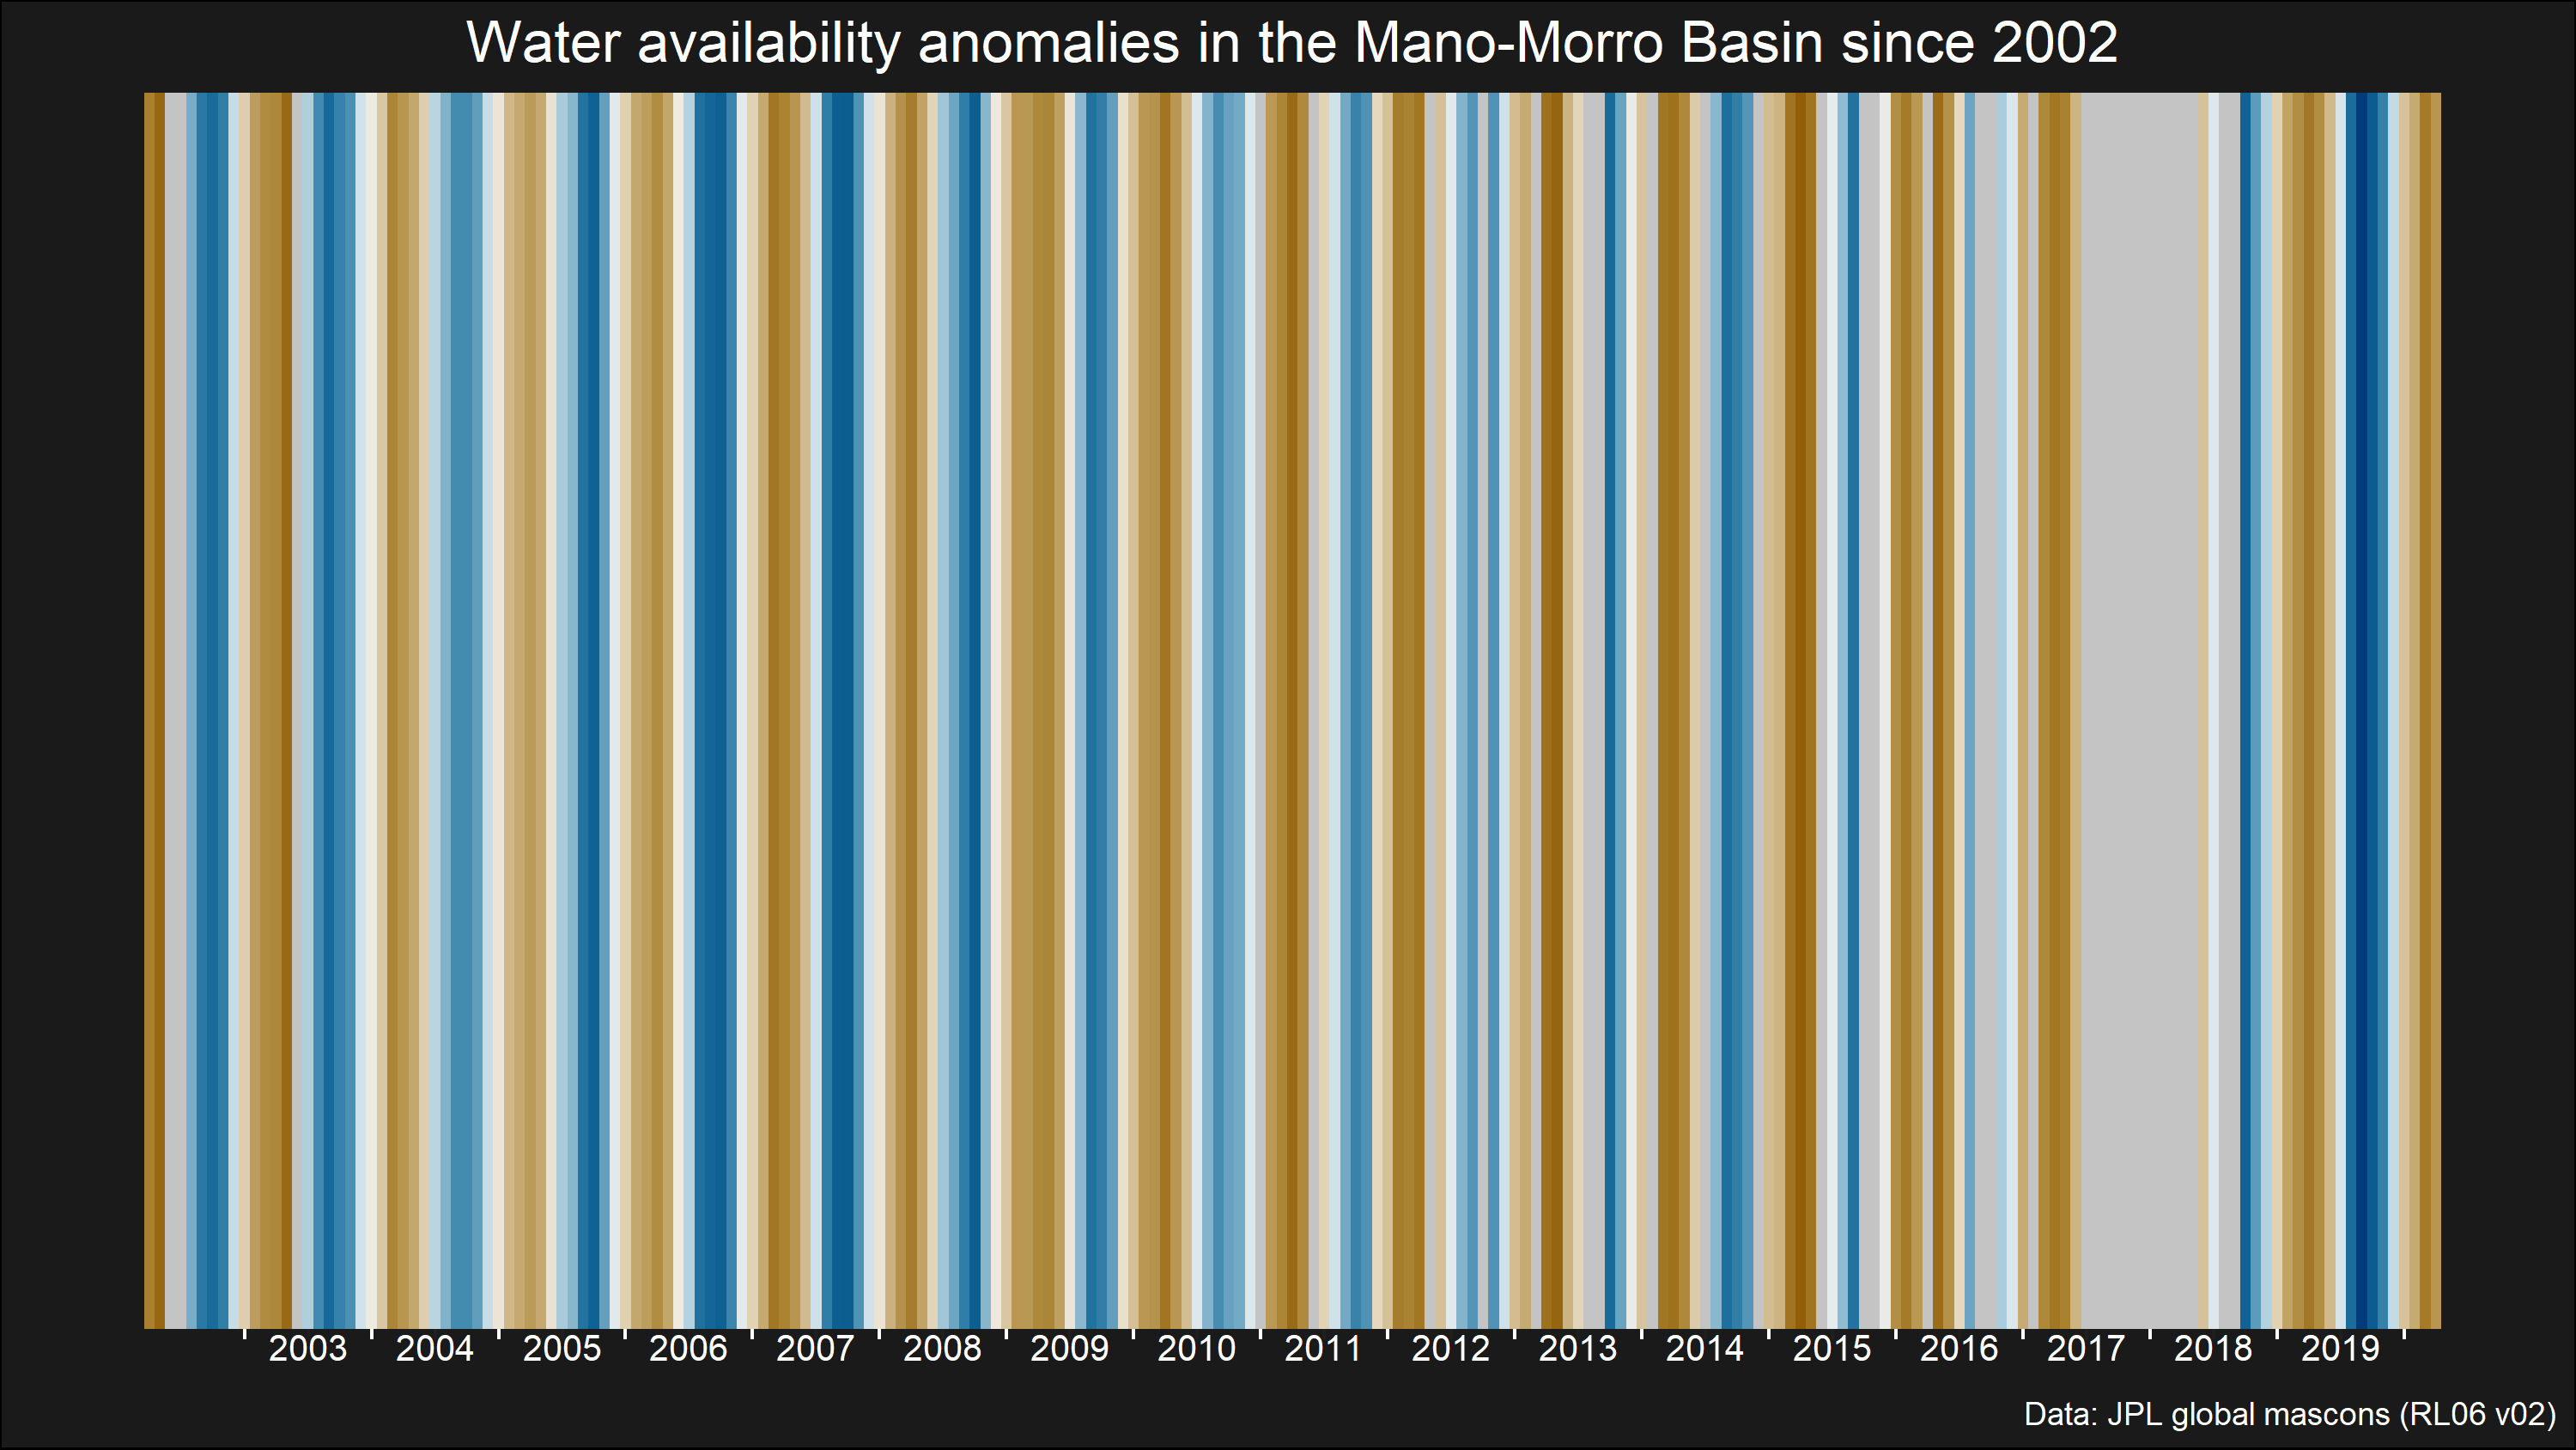 Water availability anomalies in the Mano-Morro Basin since 2002
2003 2004 2005 2006 2007 2008 2009 2010 2011 2012 2013 2014 2015 2016 2017 2018 2019
Data: JPL global mascons (RL06 v02)